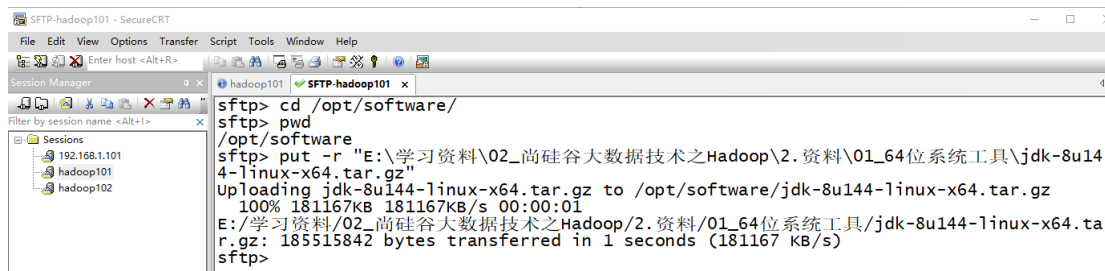 SFTP-hadoop101 - SecureCRT
File Edit View Options Transfer Script Tools Window Help
Enter host <Alt+R>
Session Manager
hadoop101 SFTP-hadoop101
Filter by session name <Alt+I>
Sessions
192.168.1.101
hadoop101
hadoop102
sftp> cd /opt/software/
sftp> pwd
/opt/software
sftp> put -r "E:\学习资料\02_尚硅谷大数据技术之Hadoop\2.资料\01_64位系统工具\jdk-8u14
4-linux-x64.tar.gz"
Uploading jdk-8u144-linux-x64.tar.gz to /opt/software/jdk-8u144-linux-x64.tar.gz
100% 181167KB 181167KB/s 00:00:01
E:/学习资料/02_尚硅谷大数据技术之Hadoop/2.资料/01_64位系统工具/jdk-8u144-linux-x64.ta
r.gz: 185515842 bytes transferred in 1 seconds (181167 KB/s)
sftp>